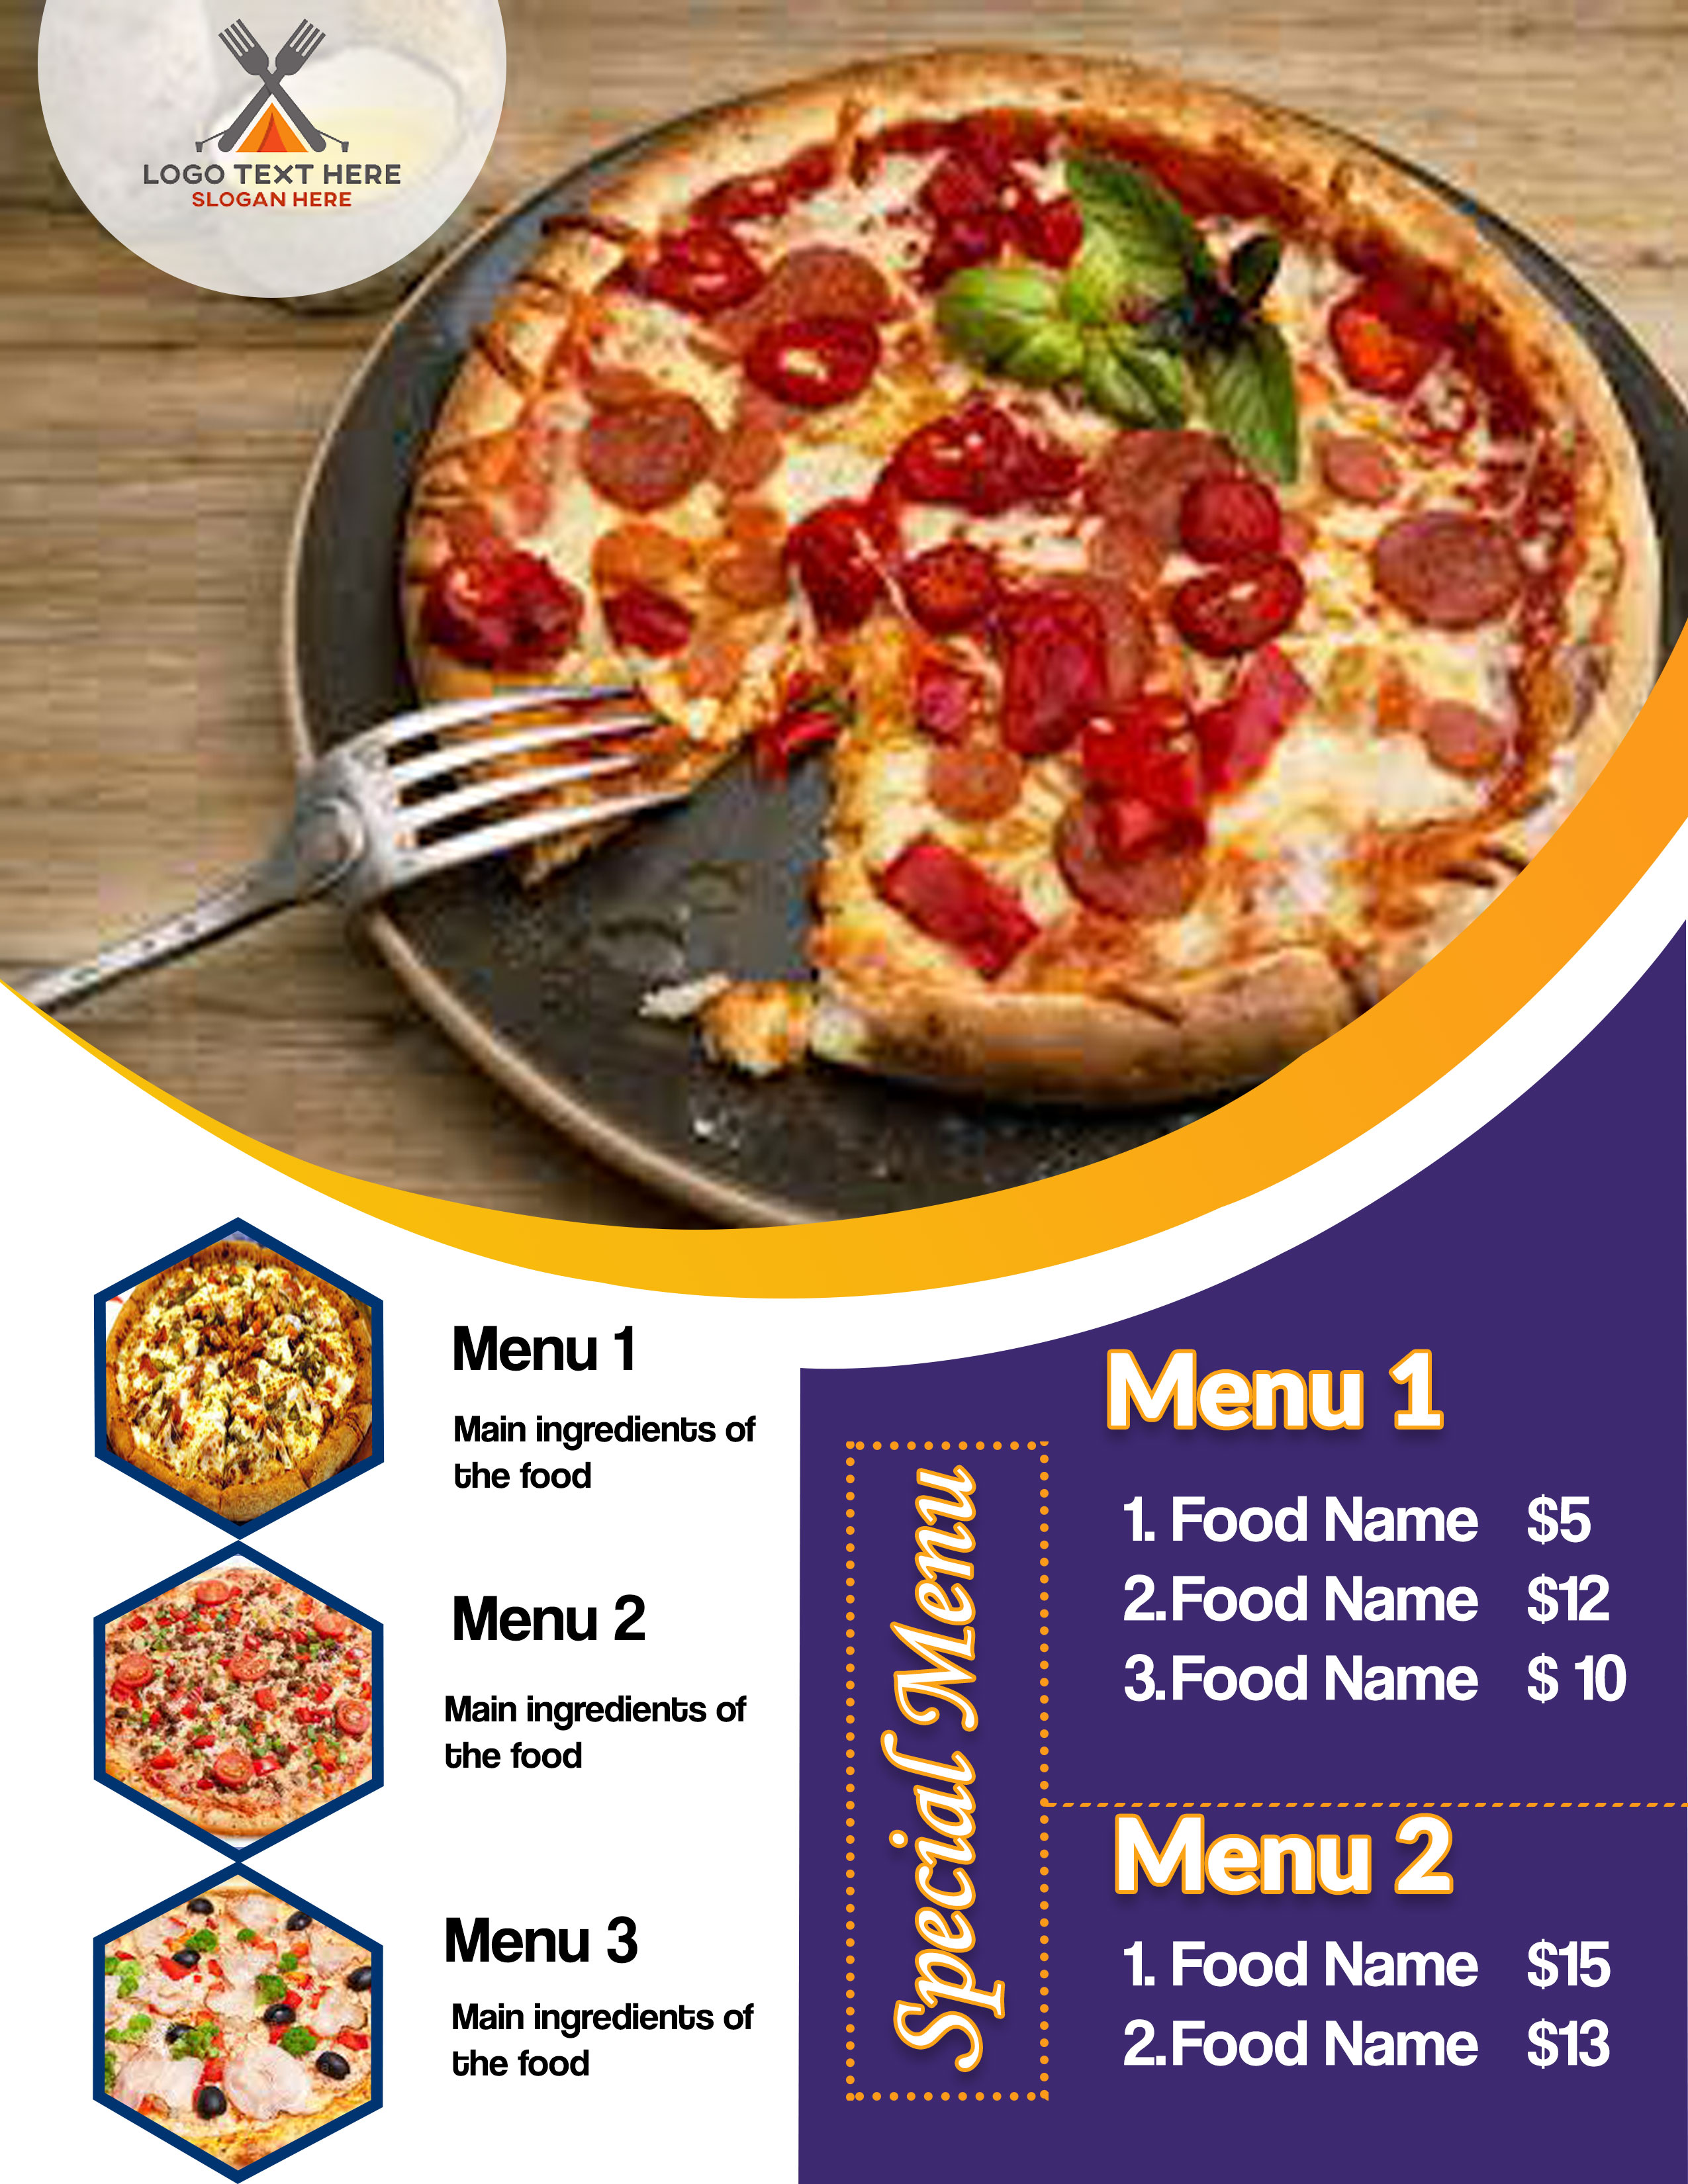 LOGO TEXT HERE
SLOGAN HERE
Menu 1
Main ingredients of
the food
Menu 2
Main ingredients of
the food
Menu 3
Main ingredients of
the food
Special Menu
Menu 1
1. Food Name $5
2.Food Name $12
3.Food Name $ 10
Menu 2
1. Food Name $15
2.Food Name $13